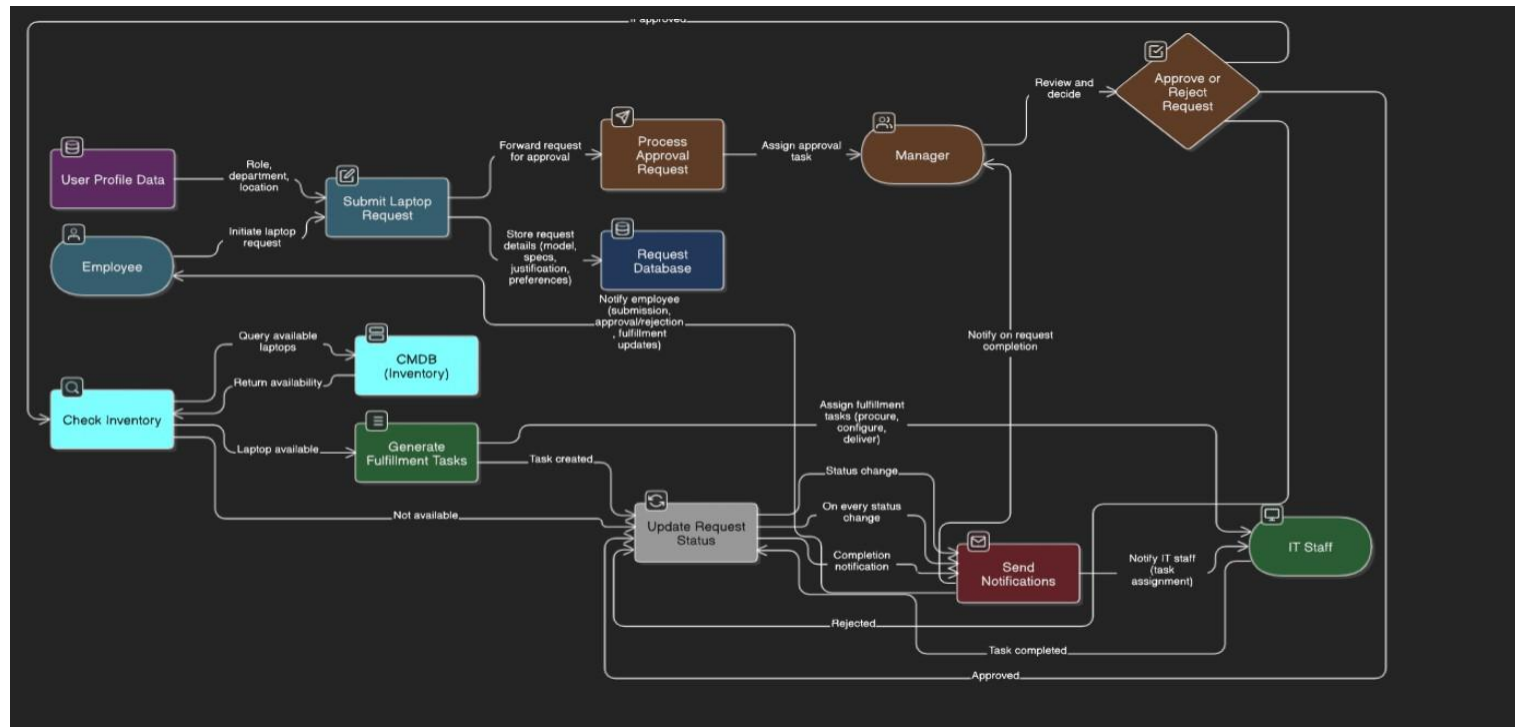 If approved
Review and
decide
Approve or
Reject
Request
Process
Approval
Request
Forward request
for approval
Assign approval
task
Manager
User Profile Data
Role,
department,
location
Submit Laptop
Request
Initiate laptop
request
Employee
Store request
details (model,
specs,
justification,
preferences)
Request
Database
Notify employee
(submission,
approval/rejection
, fulfillment
updates)
Notify on request
completion
Query available
laptops
CMDB
(Inventory)
Return availability
Check Inventory
Assign fulfillment
tasks (procure,
configure,
deliver)
Laptop available
Generate
Fulfillment Tasks
Task created
Status change
Not available
On every status
change
Update Request
Status
Completion
notification
Send
Notifications
Notify IT staff
(task
assignment)
IT Staff
Rejected
Task completed
Approved